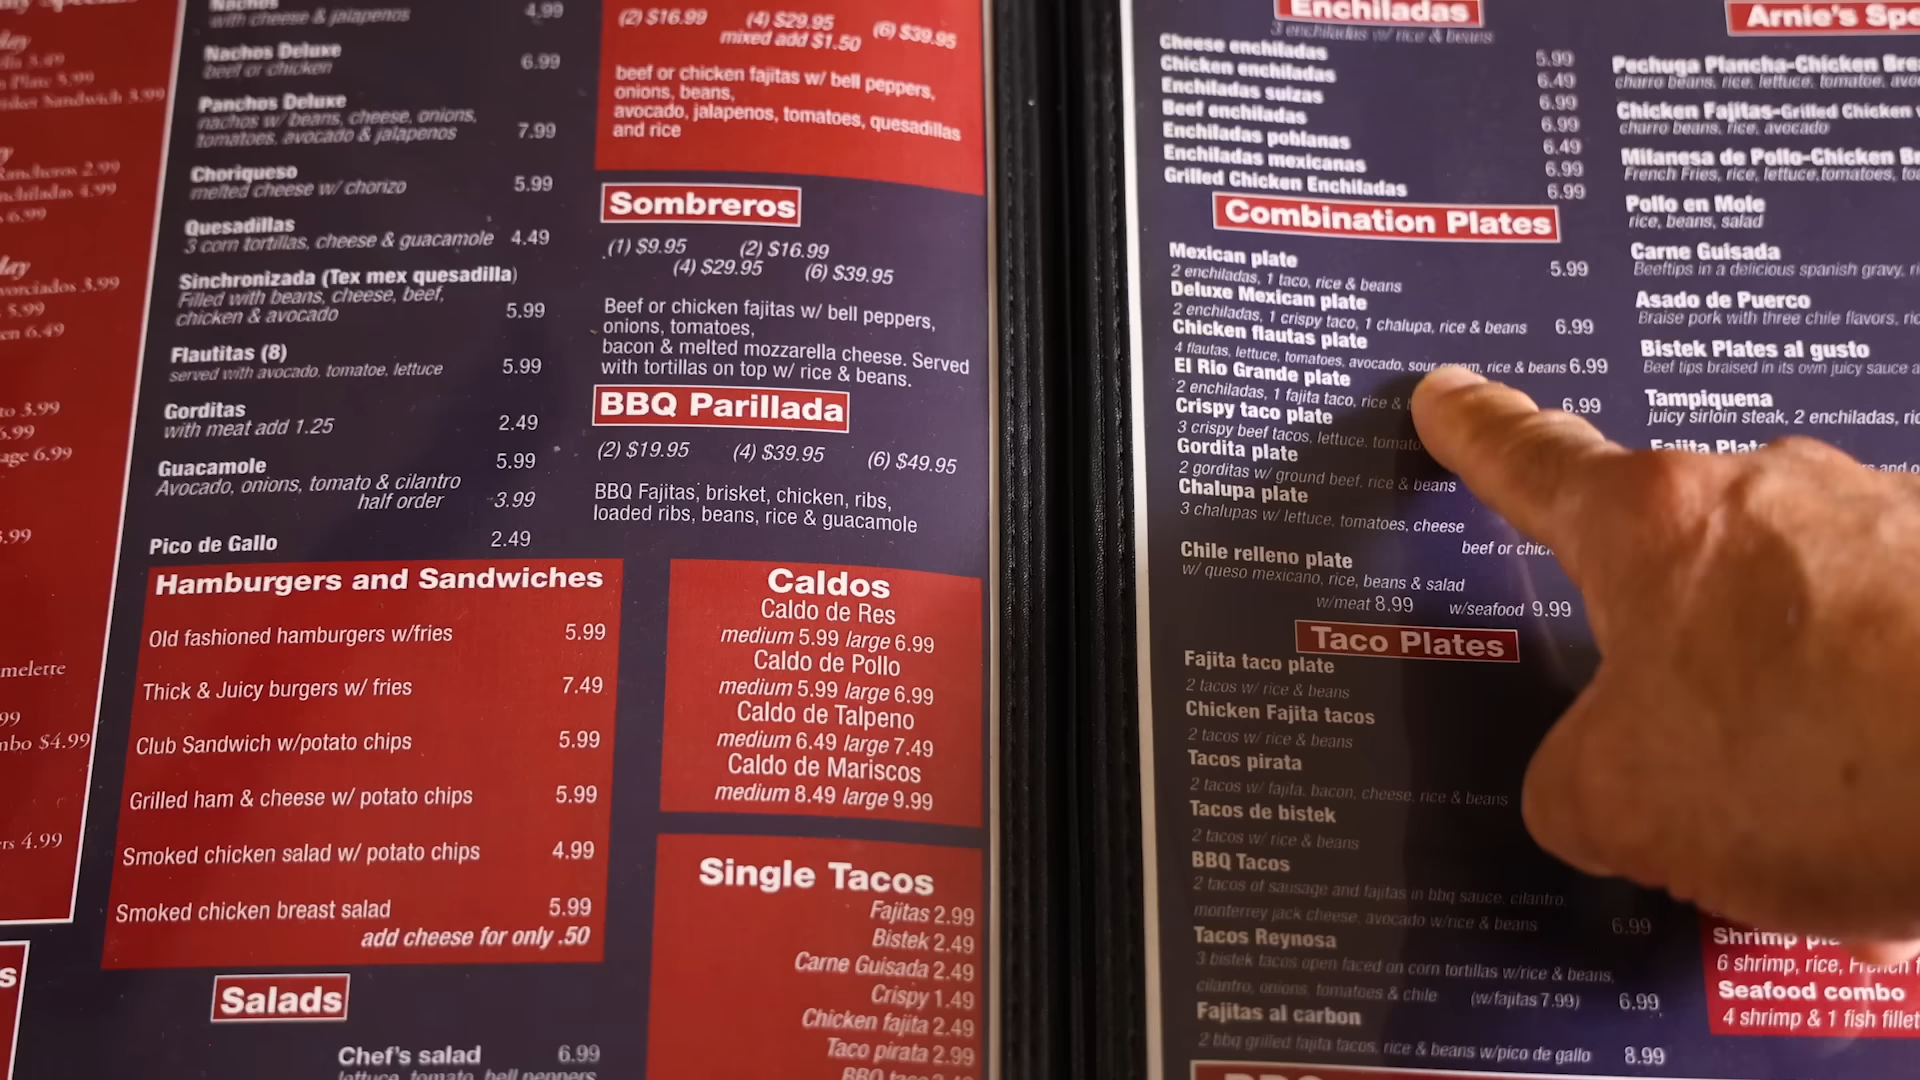 Nachos
with cheese & jalapenos 4.99
Nachos Deluxe
beef or chicken 6.99
Panchos Deluxe
nachos w/ beans, cheese, onions,
tomatoes, avocado & jalapenos 7.99
Choriqueso
melted cheese w/ chorizo 5.99
Quesadillas
3 corn tortillas, cheese & guacamole 4.49
Sinchronizada (Tex mex quesadilla)
Filled with beans, cheese, beef,
chicken & avocado 5.99
Flautitas (8)
served with avocado. tomatoe, lettuce 5.99
Gorditas
with meat add 1.25 2.49
Guacamole 5.99
Avocado, onions, tomato & cilantro
half order 3.99
Pico de Gallo 2.49
Hamburgers and Sandwiches
Old fashioned hamburgers w/fries 5.99
Thick & Juicy burgers w/ fries 7.49
Club Sandwich w/potato chips 5.99
Grilled ham & cheese w/ potato chips 5.99
Smoked chicken salad w/ potato chips 4.99
Smoked chicken breast salad 5.99
add cheese for only .50
Salads
Chef's salad 6.99
lettuce, tomato, bell peppers
(2) $16.99 (4) $29.95 (6) $39.95
mixed add $1.50
beef or chicken fajitas w/ bell peppers,
onions, beans,
avocado, jalapenos, tomatoes, quesadillas
and rice
Sombreros
(1) $9.95 (2) $16.99
(4) $29.95 (6) $39.95
Beef or chicken fajitas w/ bell peppers,
onions, tomatoes,
bacon & melted mozzarella cheese. Served
with tortillas on top w/ rice & beans.
BBQ Parillada
(2) $19.95 (4) $39.95 (6) $49.95
BBQ Fajitas, brisket, chicken, ribs,
loaded ribs, beans, rice & guacamole
Caldos
Caldo de Res
medium 5.99 large 6.99
Caldo de Pollo
medium 5.99 large 6.99
Caldo de Talpeno
medium 6.49 large 7.49
Caldo de Mariscos
medium 8.49 large 9.99
Single Tacos
Fajitas 2.99
Bistek 2.49
Carne Guisada 2.49
Crispy 1.49
Chicken fajita 2.49
Taco pirata 2.99
Enchiladas
3 enchiladas w/ rice & beans
Cheese enchiladas 5.99
Chicken enchiladas 6.49
Enchiladas suizas 6.99
Beef enchiladas 6.99
Enchiladas poblanas 6.49
Enchiladas mexicanas 6.99
Grilled Chicken Enchiladas 6.99
Combination Plates
Mexican plate 5.99
2 enchiladas, 1 taco, rice & beans
Deluxe Mexican plate
2 enchiladas, 1 crispy taco, 1 chalupa, rice & beans 6.99
Chicken flautas plate
4 flautas, lettuce, tomatoes, avocado, sour cream, rice & beans 6.99
El Rio Grande plate
2 enchiladas, 1 fajita taco, rice & 6.99
Crispy taco plate
3 crispy beef tacos, lettuce, tomato
Gordita plate
2 gorditas w/ ground beef, rice & beans
Chalupa plate
3 chalupas w/ lettuce, tomatoes, cheese
beef or chick
Chile relleno plate
w/ queso mexicano, rice, beans & salad
w/meat 8.99 w/seafood 9.99
Taco Plates
Fajita taco plate
2 tacos w/ rice & beans
Chicken Fajita tacos
2 tacos w/ rice & beans
Tacos pirata
2 tacos w/ fajita, bacon, cheese, rice & beans
Tacos de bistek
2 tacos w/ rice & beans
BBQ Tacos
2 tacos of sausage and fajitas in bbq sauce, cilantro,
monterrey jack cheese, avocado w/rice & beans 6.99
Tacos Reynosa
3 bistek tacos open faced on corn tortillas w/rice & beans,
cilantro, onions, tomatoes & chile (w/fajitas 7.99) 6.99
Fajitas al carbon
2 bbq grilled fajita tacos, rice & beans w/pico de gallo 8.99
Arnie's Spe
Pechuga Plancha-Chicken Bre
charro beans, rice, lettuce, tomatoe, avo
Chicken Fajitas-Grilled Chicken
charro beans, rice, avocado
Milanesa de Pollo-Chicken Br
French Fries, rice, lettuce, tomatoes,
Pollo en Mole
rice, beans, salad
Carne Guisada
Beeftips in a delicious spanish gravy,
Asado de Puerco
Braise pork with three chile flavors,
Bistek Plates al gusto
Beef tips braised in its own juicy sauce
Tampiquena
juicy sirloin steak, 2 enchiladas,
Fajita Plate
Shrimp
6 shrimp, rice, French
Seafood combo
4 shrimp & 1 fish fillet